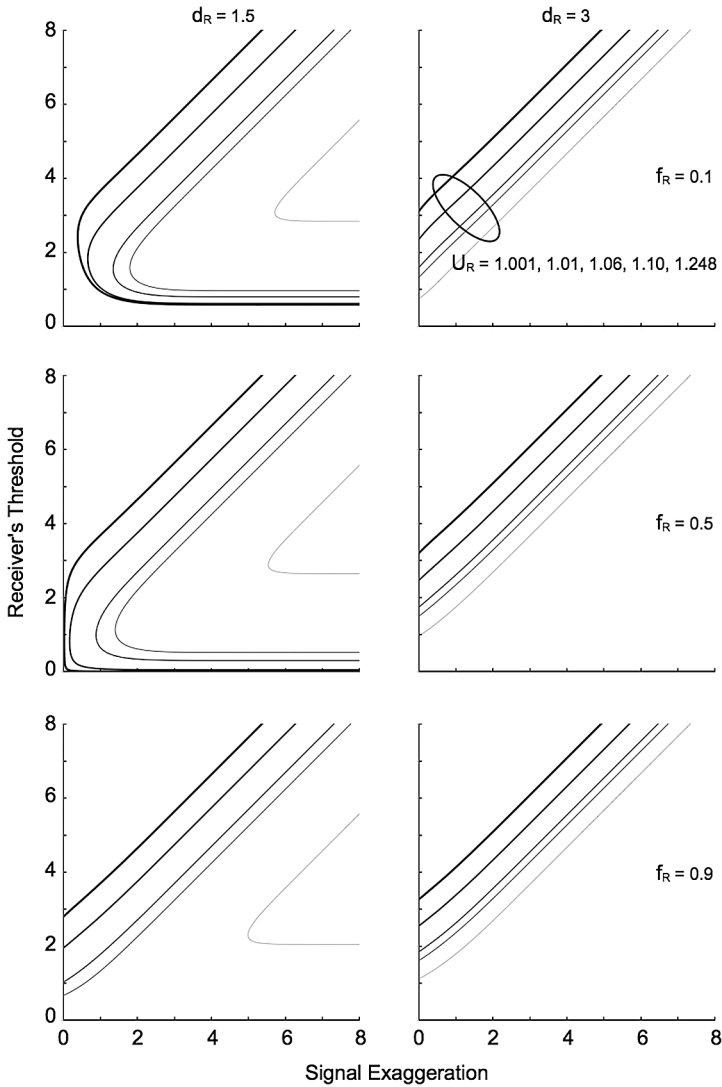 d_R = 1.5
d_R = 3
8
6
4
2
0
f_R = 0.1
U_R = 1.001, 1.01, 1.06, 1.10, 1.248
8
6
4
2
0
f_R = 0.5
Receiver's Threshold
8
6
4
2
0
f_R = 0.9
0 2 4 6 8 0 2 4 6 8
Signal Exaggeration